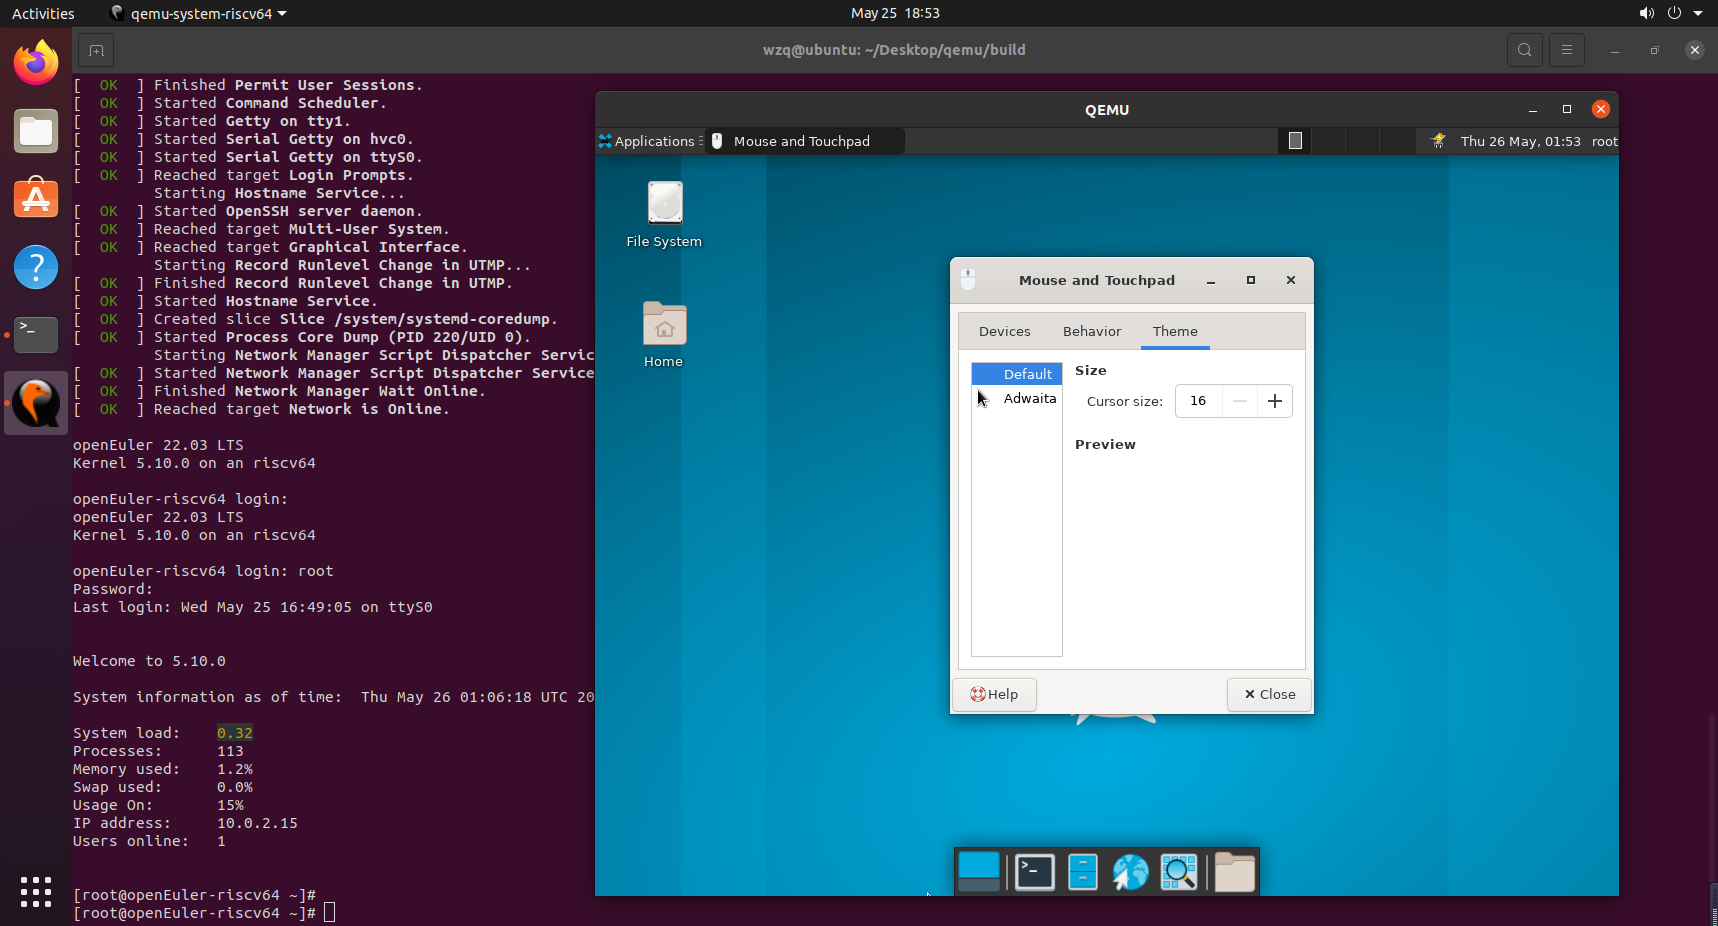 Activities
qemu-system-riscv64
May 25 18:53
wzq@ubuntu: ~/Desktop/qemu/build
[  OK  ] Finished Permit User Sessions.
[  OK  ] Started Command Scheduler.
[  OK  ] Started Getty on tty1.
[  OK  ] Started Serial Getty on hvc0.
[  OK  ] Started Serial Getty on ttyS0.
[  OK  ] Reached target Login Prompts.
         Starting Hostname Service...
[  OK  ] Started OpenSSH server daemon.
[  OK  ] Reached target Multi-User System.
[  OK  ] Reached target Graphical Interface.
         Starting Record Runlevel Change in UTMP...
[  OK  ] Finished Record Runlevel Change in UTMP.
[  OK  ] Started Hostname Service.
[  OK  ] Created slice Slice /system/systemd-coredump.
[  OK  ] Started Process Core Dump (PID 220/UID 0).
         Starting Network Manager Script Dispatcher Servic
[  OK  ] Started Network Manager Script Dispatcher Service
[  OK  ] Finished Network Manager Wait Online.
[  OK  ] Reached target Network is Online.
openEuler 22.03 LTS
Kernel 5.10.0 on an riscv64
openEuler-riscv64 login:
openEuler 22.03 LTS
Kernel 5.10.0 on an riscv64
openEuler-riscv64 login: root
Password:
Last login: Wed May 25 16:49:05 on ttyS0
Welcome to 5.10.0
System information as of time:  Thu May 26 01:06:18 UTC 20
System load:    0.32
Processes:      113
Memory used:    1.2%
Swap used:      0.0%
Usage On:       15%
IP address:     10.0.2.15
Users online:   1
[root@openEuler-riscv64 ~]#
[root@openEuler-riscv64 ~]#
QEMU
Applications
Mouse and Touchpad
Thu 26 May, 01:53
root
File System
Home
Mouse and Touchpad
Devices
Behavior
Theme
Default
Adwaita
Size
Cursor size:
16
Preview
Help
Close